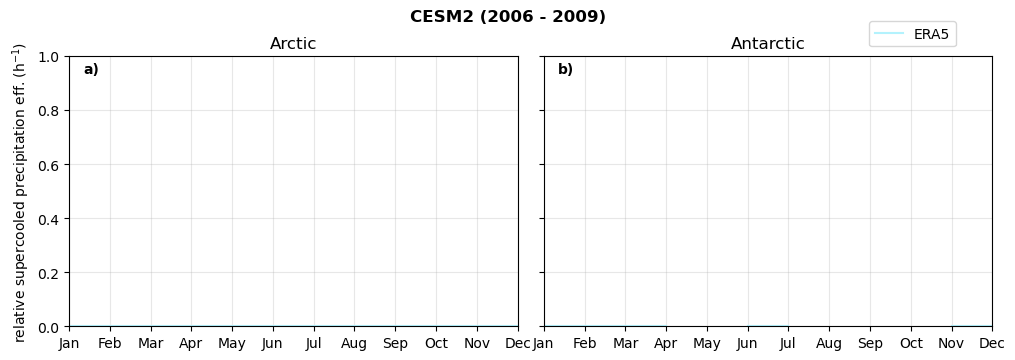 CESM2 (2006 - 2009)
ERA5
Arctic
Antarctic
relative supercooled precipitation eff. (h⁻¹)
a)
b)
1.0
0.8
0.6
0.4
0.2
0.0
Jan Feb Mar Apr May Jun Jul Aug Sep Oct Nov Dec
Jan Feb Mar Apr May Jun Jul Aug Sep Oct Nov Dec